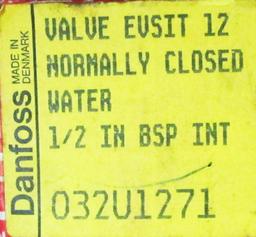 VALVE EVSIT 12
NORMALLY CLOSED
WATER
1/2 IN BSP INT
032U1271
Danfoss
MADE IN
DENMARK